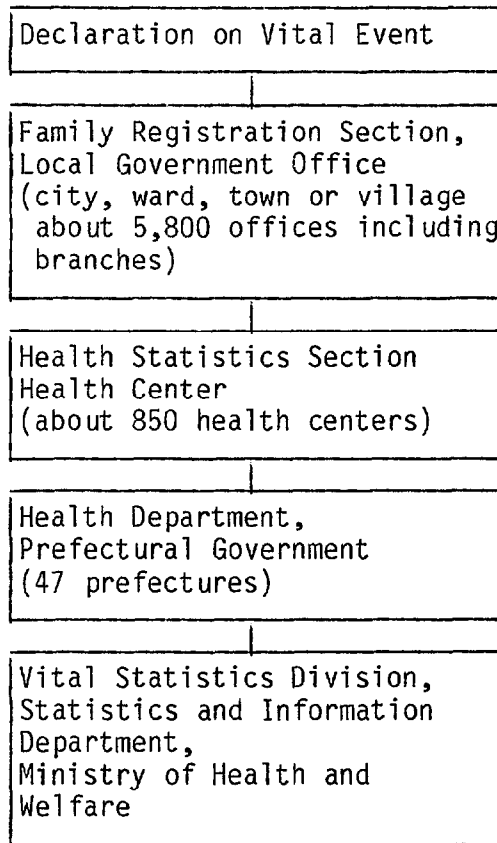 Declaration on Vital Event
Family Registration Section,
Local Government Office
(city, ward, town or village
about 5,800 offices including
branches)
Health Statistics Section
Health Center
(about 850 health centers)
Health Department,
Prefectural Government
(47 prefectures)
Vital Statistics Division,
Statistics and Information
Department,
Ministry of Health and
Welfare